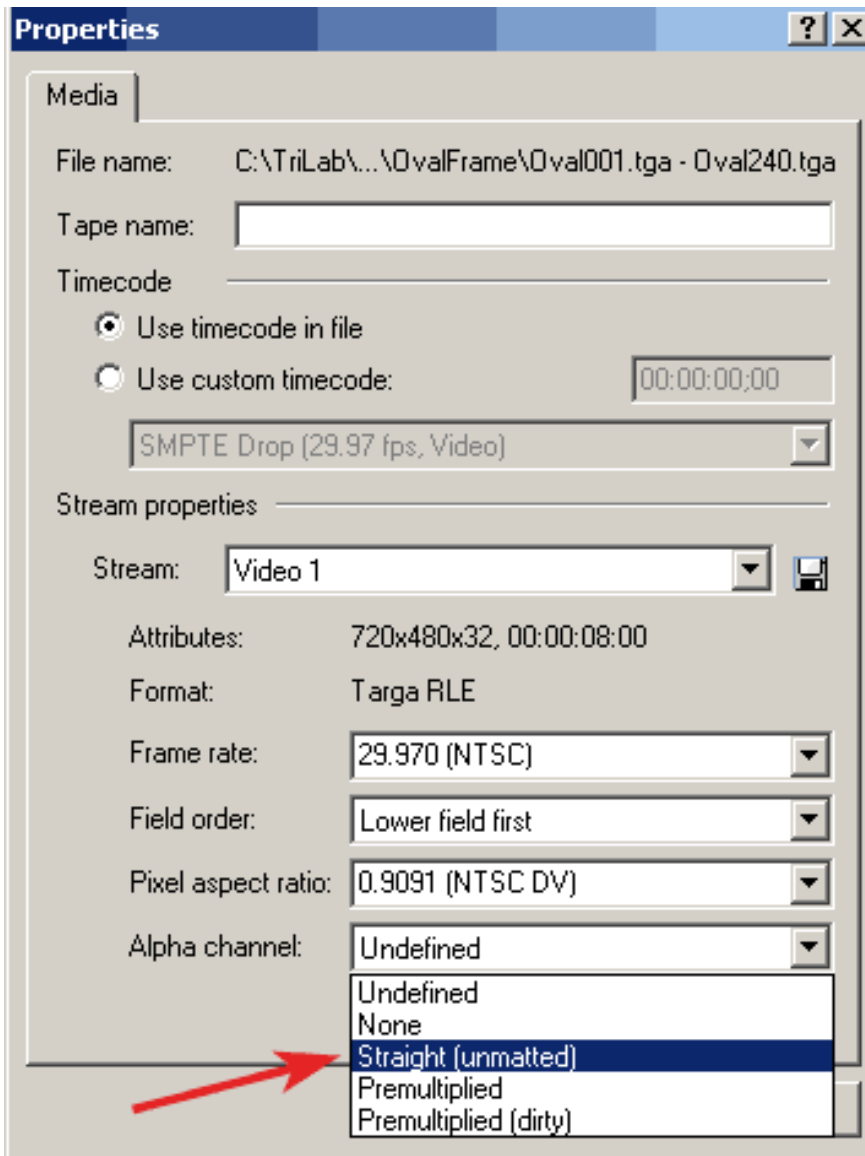 Properties
Media
File name: C:\TriLab\...\OvalFrame\Oval001.tga - Oval240.tga
Tape name:
Timecode
Use timecode in file
Use custom timecode: 00:00:00;00
SMPTE Drop (29.97 fps, Video)
Stream properties
Stream: Video 1
Attributes: 720x480x32, 00:00:08:00
Format: Targa RLE
Frame rate: 29.970 (NTSC)
Field order: Lower field first
Pixel aspect ratio: 0.9091 (NTSC DV)
Alpha channel: Undefined
Undefined
None
Straight (unmatted)
Premultiplied
Premultiplied (dirty)